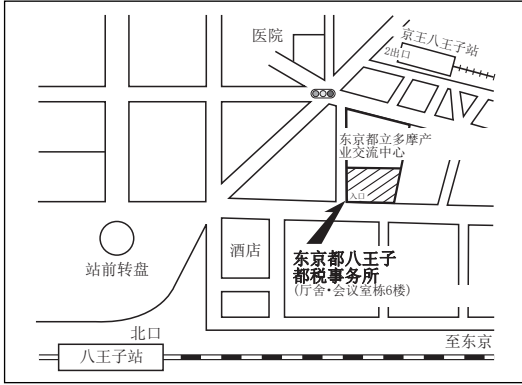 医院
京王八王子站
2出口
东京都立多摩产
业交流中心
入口
酒店
站前转盘
东京都八王子
都税事务所
(厅舍·会议室栋6楼)
北口
至东京
八王子站